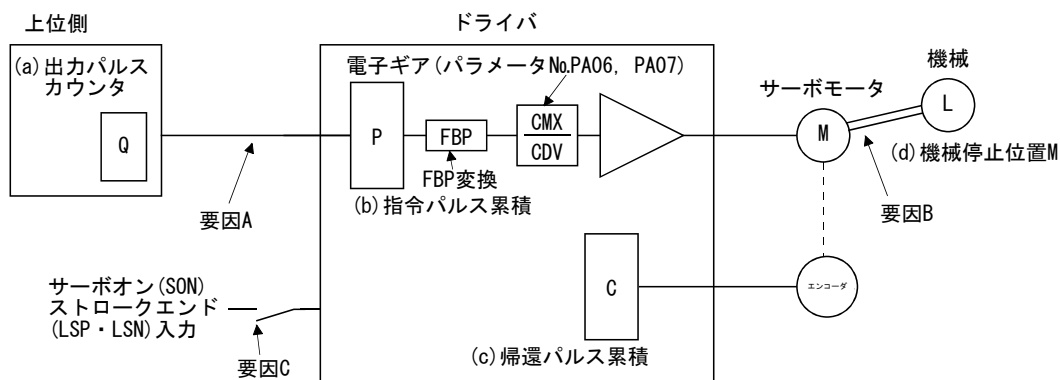 上位側
ドライバ
(a)出力パルス
カウンタ
Q
電子ギア(パラメータ№PA06, PA07)
P
FBP
CMX
CDV
FBP変換
(b)指令パルス累積
サーボモータ
機械
M
L
(d)機械停止位置M
要因A
要因B
サーボオン(SON)
ストロークエンド
(LSP・LSN)入力
要因C
C
エンコーダ
(c)帰還パルス累積